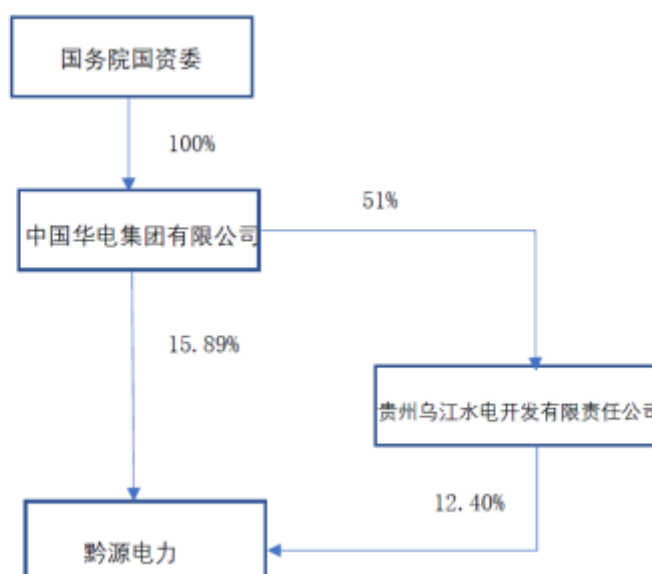 国务院国资委
100%
中国华电集团有限公司
51%
15.89%
贵州乌江水电开发有限责任公司
12.40%
黔源电力